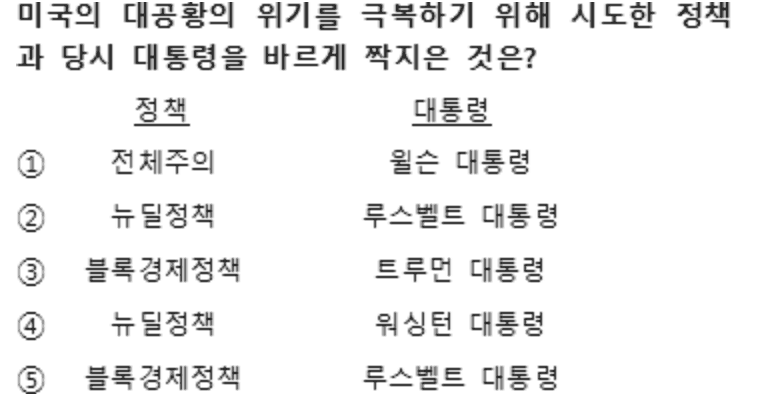 미국의 대공황의 위기를 극복하기 위해 시도한 정책
과 당시 대통령을 바르게 짝지은 것은?
정책 대통령
① 전체주의 윌슨 대통령
② 뉴딜정책 루스벨트 대통령
③ 블록경제정책 트루먼 대통령
④ 뉴딜정책 워싱턴 대통령
⑤ 블록경제정책 루스벨트 대통령